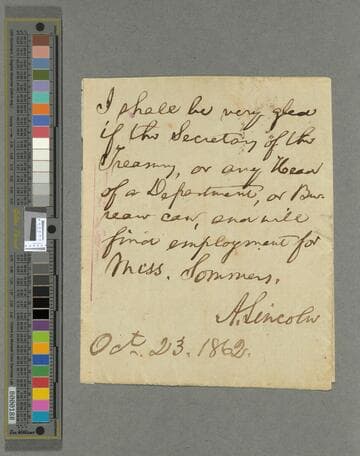 I shall be very glad
if the Secretary of the
Treasury, or any Head
of a Department, or Bu-
reau can, and will
find employment for
Miss. Sommers.
A. Lincoln
Oct. 23. 1862.